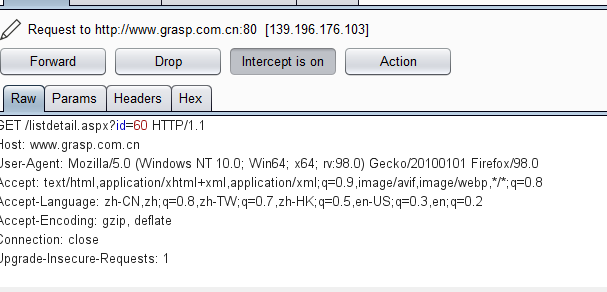 Request to http://www.grasp.com.cn:80 [139.196.176.103]
Forward Drop Intercept is on Action
Raw Params Headers Hex
GET /listdetail.aspx?id=60 HTTP/1.1
Host: www.grasp.com.cn
User-Agent: Mozilla/5.0 (Windows NT 10.0; Win64; x64; rv:98.0) Gecko/20100101 Firefox/98.0
Accept: text/html,application/xhtml+xml,application/xml;q=0.9,image/avif,image/webp,*/*;q=0.8
Accept-Language: zh-CN,zh;q=0.8,zh-TW;q=0.7,zh-HK;q=0.5,en-US;q=0.3,en;q=0.2
Accept-Encoding: gzip, deflate
Connection: close
Upgrade-Insecure-Requests: 1